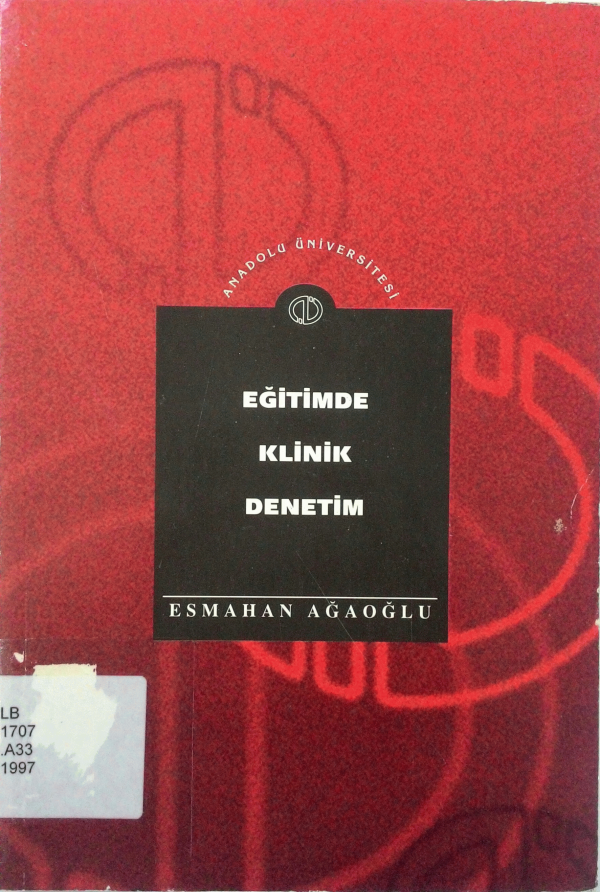 ANADOLU ÜNİVERSİTESİ
EĞİTİMDE
KLİNİK
DENETİM
ESMAHAN AĞAOĞLU
LB
1707
.A33
1997